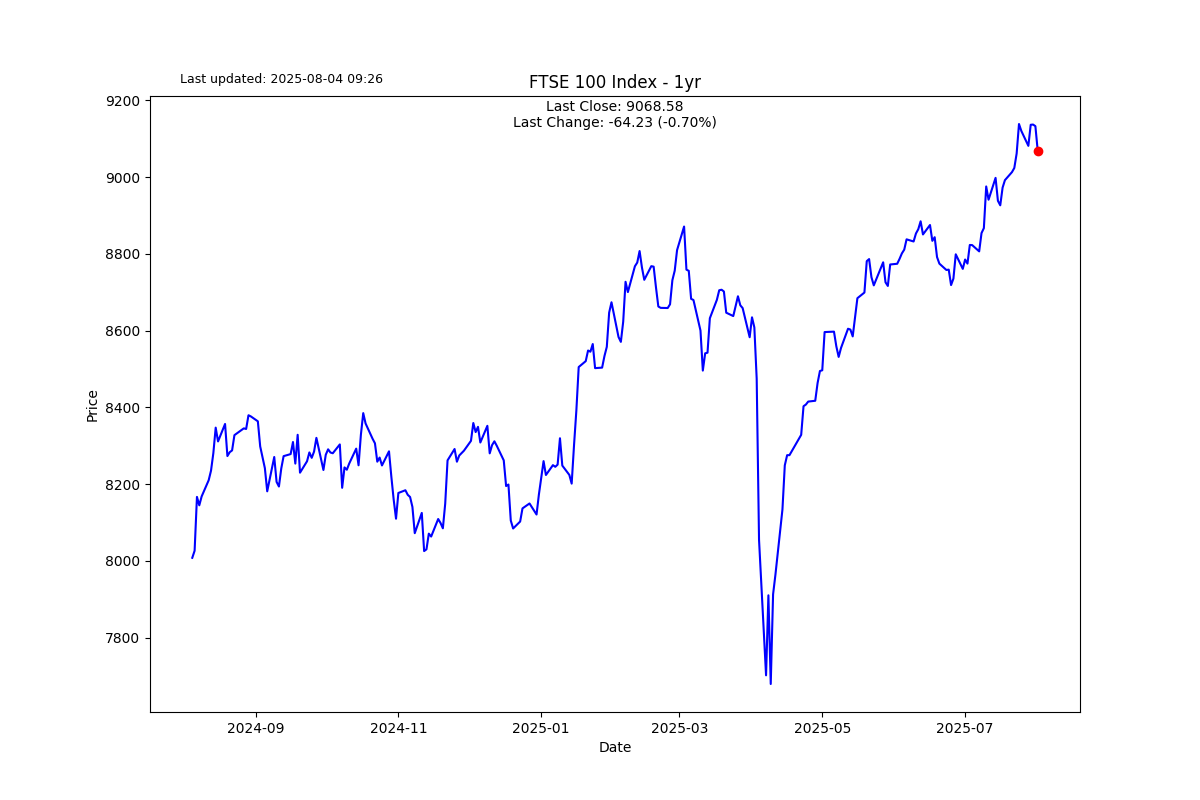 Last updated: 2025-08-04 09:26
FTSE 100 Index - 1yr
Last Close: 9068.58
Last Change: -64.23 (-0.70%)
9200
9000
8800
8600
8400
8200
8000
7800
Price
2024-09
2024-11
2025-01
2025-03
2025-05
2025-07
Date